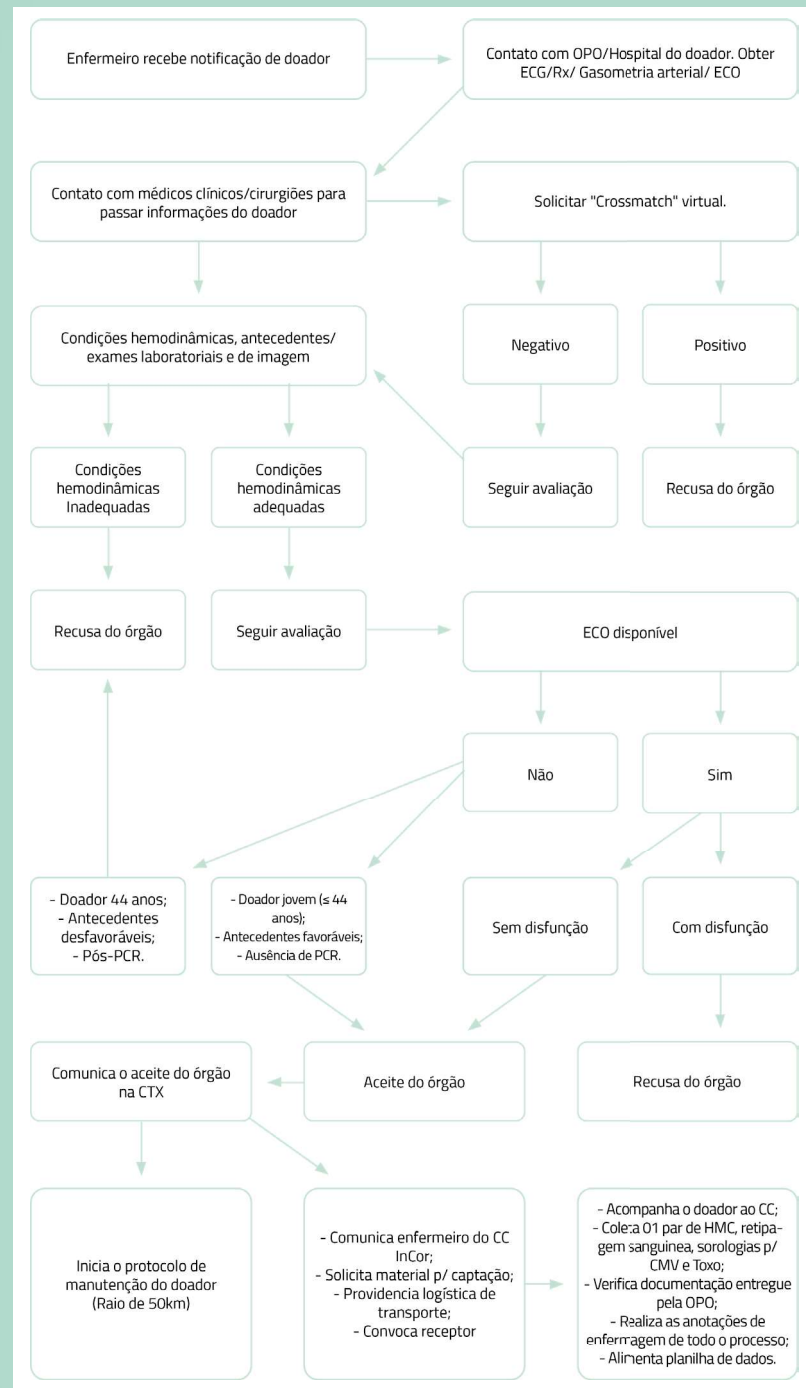 Enfermeiro recebe notificação de doador
Contato com OPO/Hospital do doador. Obter
ECG/Rx/ Gasometria arterial/ ECO
Contato com médicos clínicos/cirurgiões para
passar informações do doador
Solicitar "Crossmatch" virtual.
Condições hemodinâmicas, antecedentes/
exames laboratoriais e de imagem
Negativo
Positivo
Condições
hemodinâmicas
Inadequadas
Condições
hemodinâmicas
adequadas
Seguir avaliação
Recusa do órgão
Recusa do órgão
Seguir avaliação
ECO disponível
Não
Sim
- Doador 44 anos;
- Antecedentes
desfavoráveis;
- Pós-PCR.
- Doador jovem (≤ 44
anos);
- Antecedentes favoráveis;
- Ausência de PCR.
Sem disfunção
Com disfunção
Comunica o aceite do órgão
na CTX
Aceite do órgão
Recusa do órgão
Inicia o protocolo de
manutenção do doador
(Raio de 50km)
- Comunica enfermeiro do CC
InCor;
- Solicita material p/ captação;
- Providencia logística de
transporte;
- Convoca receptor
- Acompanha o doador ao CC;
- Coleta 01 par de HMC, retipa-
gem sanguinea, sorologias p/
CMV e Toxo;
- Verifica documentação entregue
pela OPO;
- Realiza as anotações de
enfermagem de todo o processo;
- Alimenta planilha de dados.